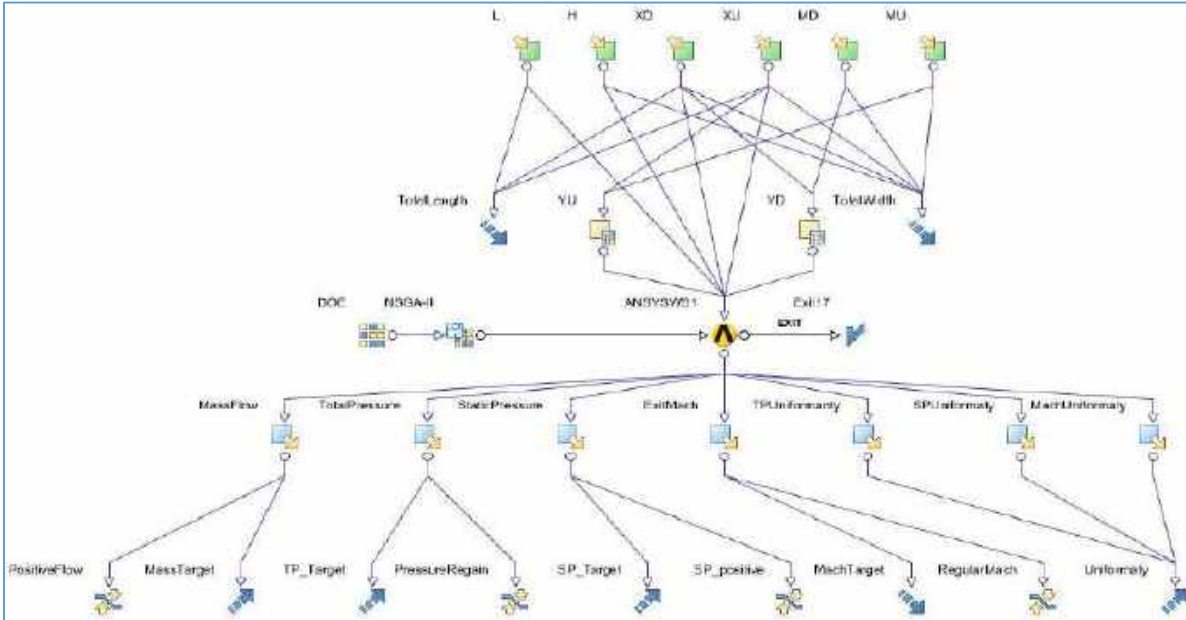 L H XD XU MD MU
TotalLength YU YD TotalWidth
DOE NSGA-II ANSYSWB1 Exit17
EXIT
MassFlow TotalPressure StaticPressure ExitMach TPUniformaty SPUniformaty MachUniformaty
PositiveFlow MassTarget TP_Target PressureRegain SP_Target SP_positive MachTarget RegularMach Uniformaty